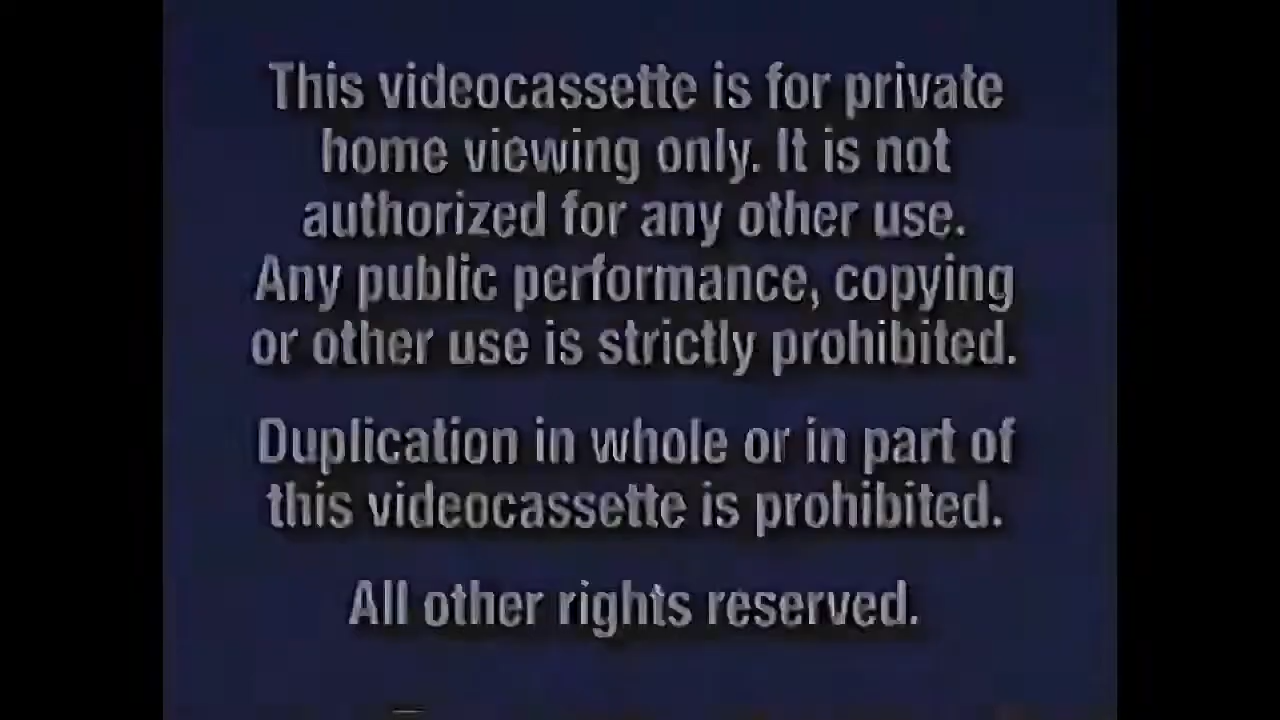 This videocassette is for private
home viewing only. It is not
authorized for any other use.
Any public performance, copying
or other use is strictly prohibited.
Duplication in whole or in part of
this videocassette is prohibited.
All other rights reserved.